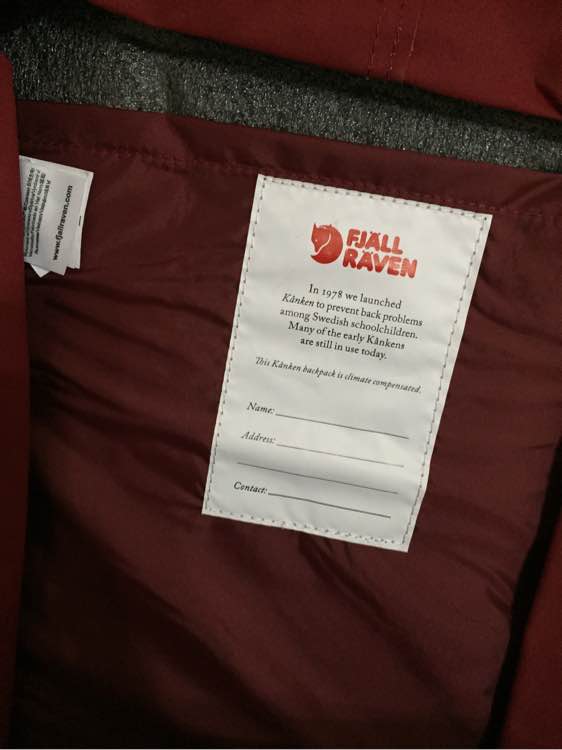 FJÄLL
RÄVEN
In 1978 we launched
Kånken to prevent back problems
among Swedish schoolchildren.
Many of the early Kånkens
are still in use today.
This Kånken backpack is climate compensated.
Name:
Address:
Contact:
www.fjallraven.com